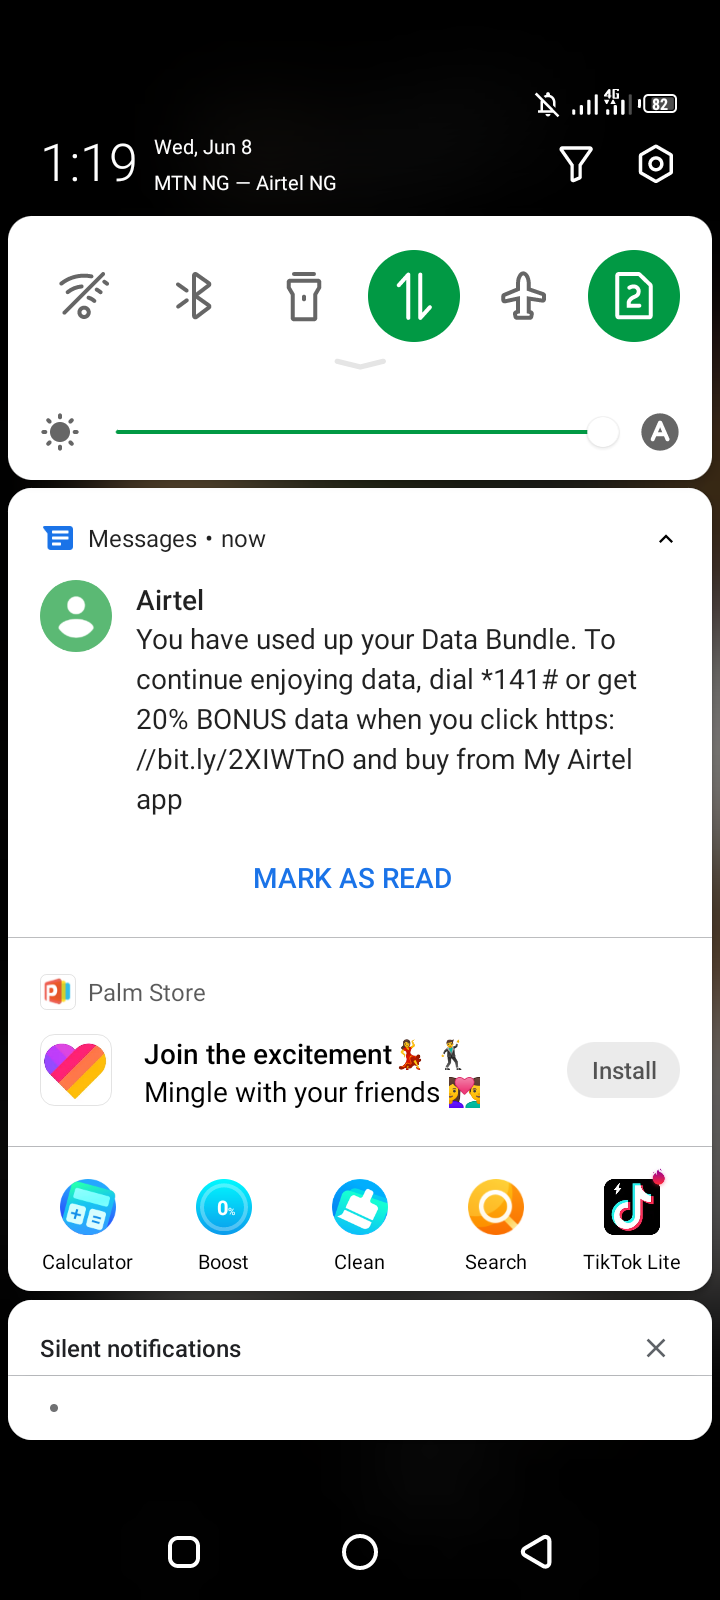 4G
82
1:19
Wed, Jun 8
MTN NG — Airtel NG
2
A
Messages • now
Airtel
You have used up your Data Bundle. To
continue enjoying data, dial *141# or get
20% BONUS data when you click https:
//bit.ly/2XIWTnO and buy from My Airtel
app
MARK AS READ
Palm Store
Join the excitement💃 🕺
Mingle with your friends 👩‍❤️‍👨
Install
0%
Calculator
Boost
Clean
Search
TikTok Lite
Silent notifications